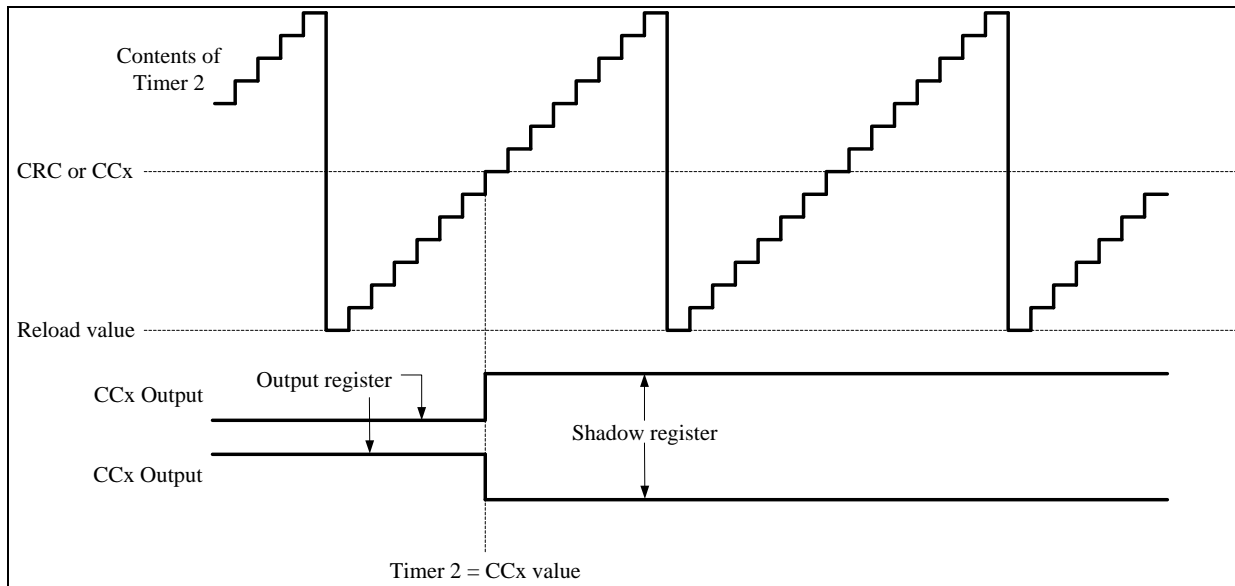 Contents of
Timer 2
CRC or CCx
Reload value
Output register
CCx Output
Shadow register
CCx Output
Timer 2 = CCx value